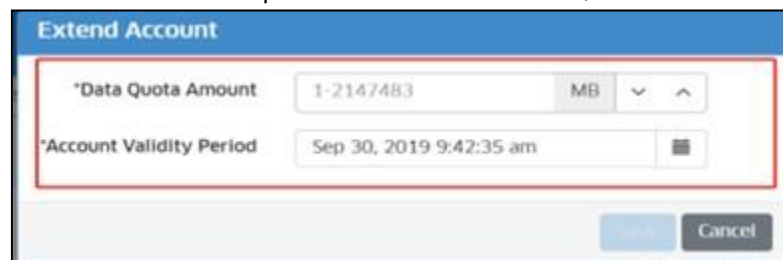 Extend Account
*Data Quota Amount 1-2147483 MB
*Account Validity Period Sep 30, 2019 9:42:35 am
Cancel